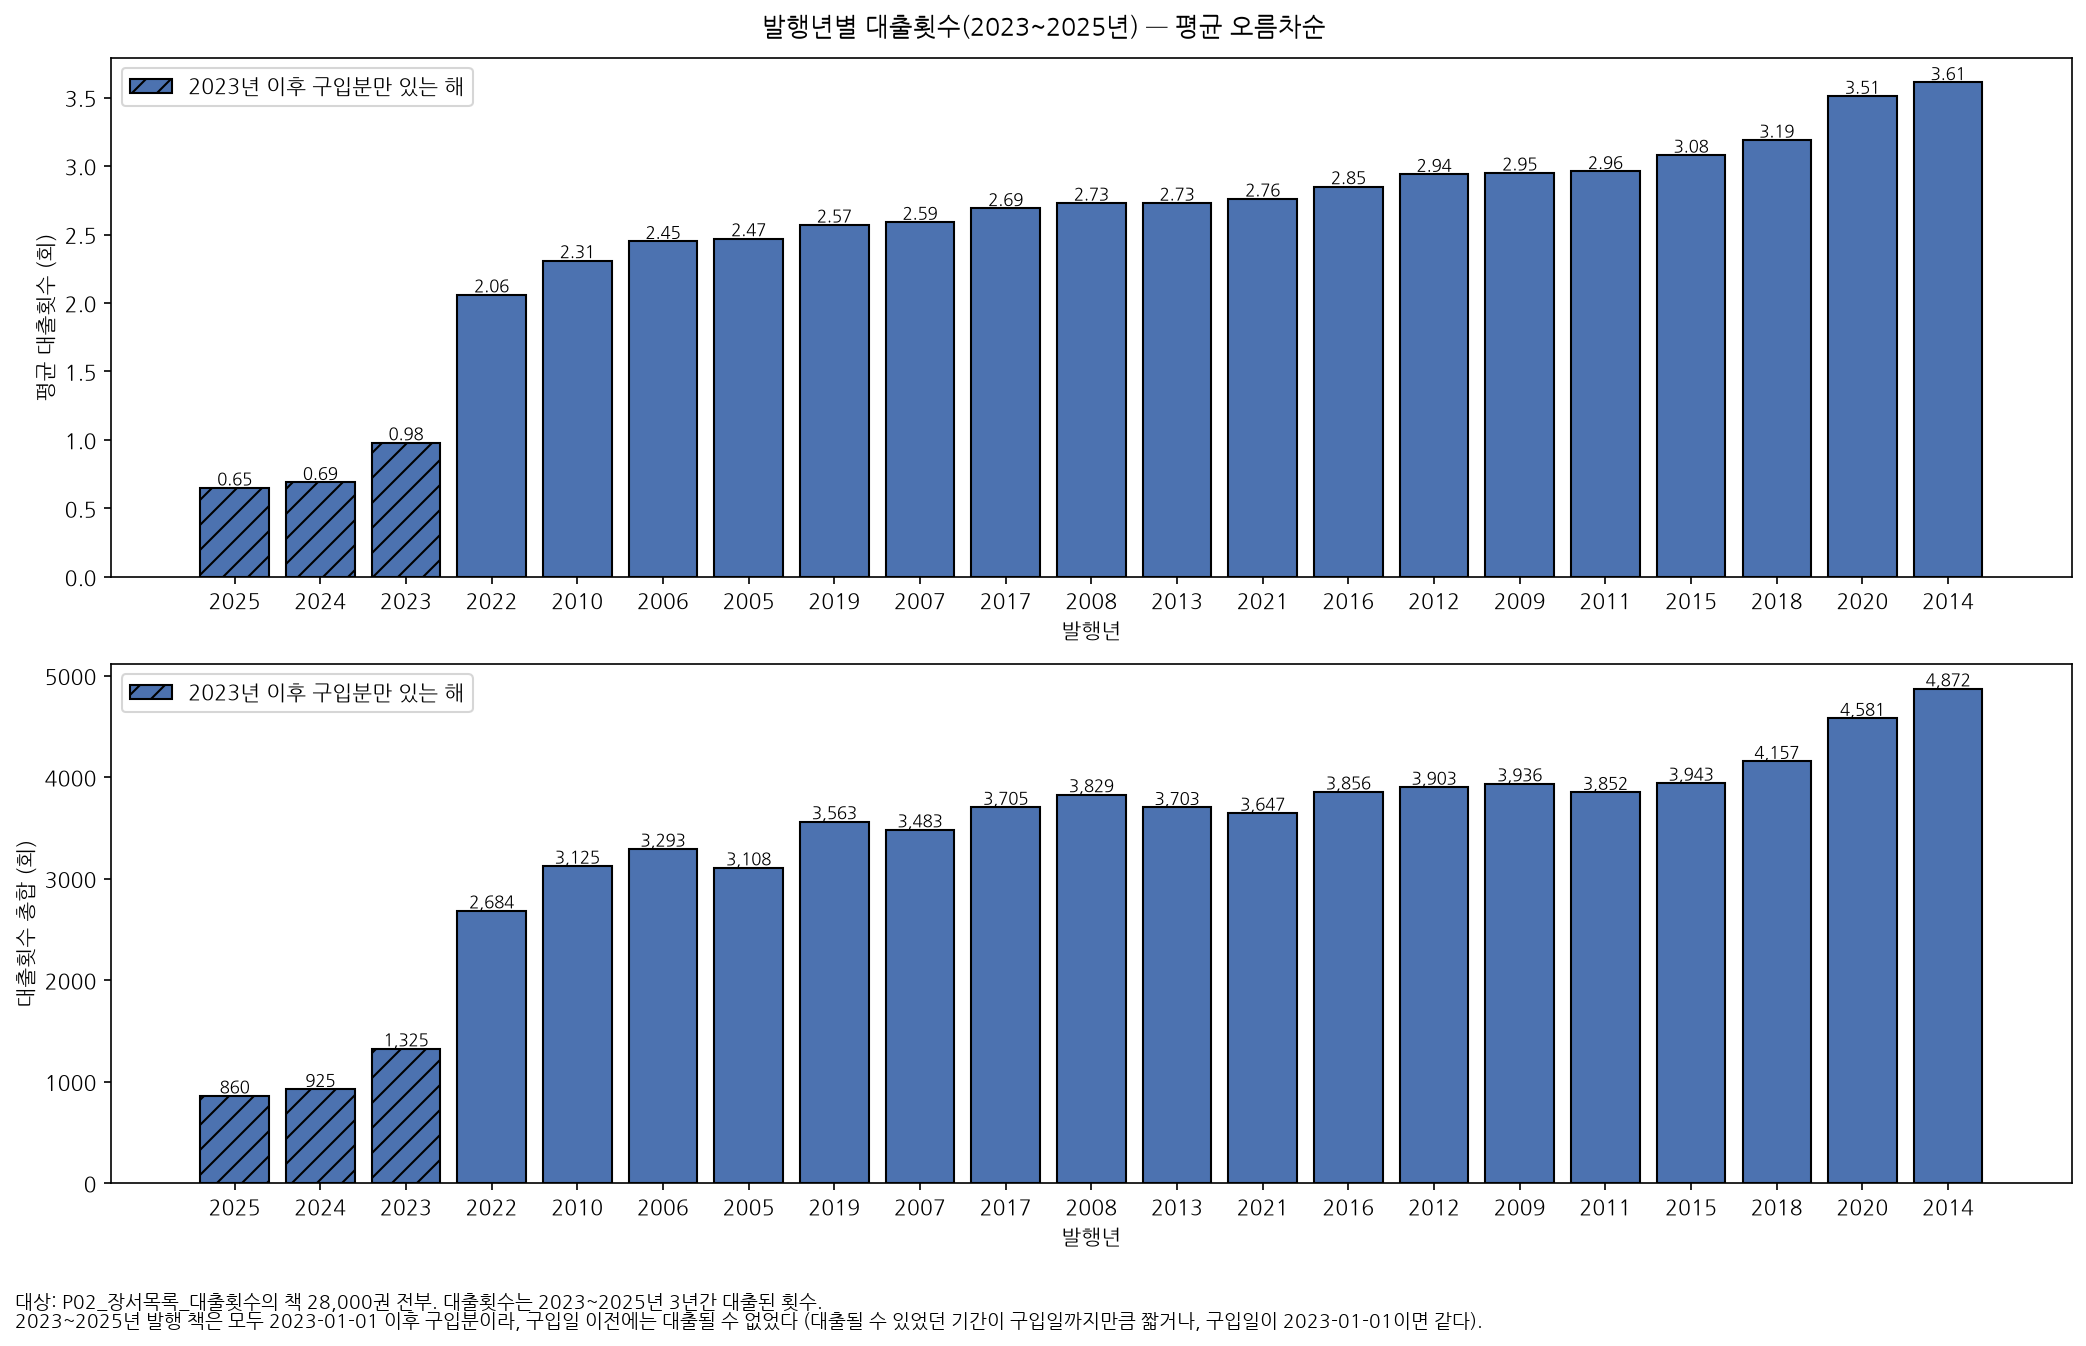 발행년별 대출횟수(2023~2025년) — 평균 오름차순
2023년 이후 구입분만 있는 해
평균 대출횟수 (회)
3.5
3.0
2.5
2.0
1.5
1.0
0.5
0.0
0.65 0.69 0.98 2.06 2.31 2.45 2.47 2.57 2.59 2.69 2.73 2.73 2.76 2.85 2.94 2.95 2.96 3.08 3.19 3.51 3.61
2025 2024 2023 2022 2010 2006 2005 2019 2007 2017 2008 2013 2021 2016 2012 2009 2011 2015 2018 2020 2014
발행년
2023년 이후 구입분만 있는 해
대출횟수 총합 (회)
5000
4000
3000
2000
1000
0
860 925 1,325 2,684 3,125 3,293 3,108 3,563 3,483 3,705 3,829 3,703 3,647 3,856 3,903 3,936 3,852 3,943 4,157 4,581 4,872
2025 2024 2023 2022 2010 2006 2005 2019 2007 2017 2008 2013 2021 2016 2012 2009 2011 2015 2018 2020 2014
발행년
대상: P02_장서목록_대출횟수의 책 28,000권 전부. 대출횟수는 2023~2025년 3년간 대출된 횟수.
2023~2025년 발행 책은 모두 2023-01-01 이후 구입분이라, 구입일 이전에는 대출될 수 없었다 (대출될 수 있었던 기간이 구입일까지만큼 짧거나, 구입일이 2023-01-01이면 같다).